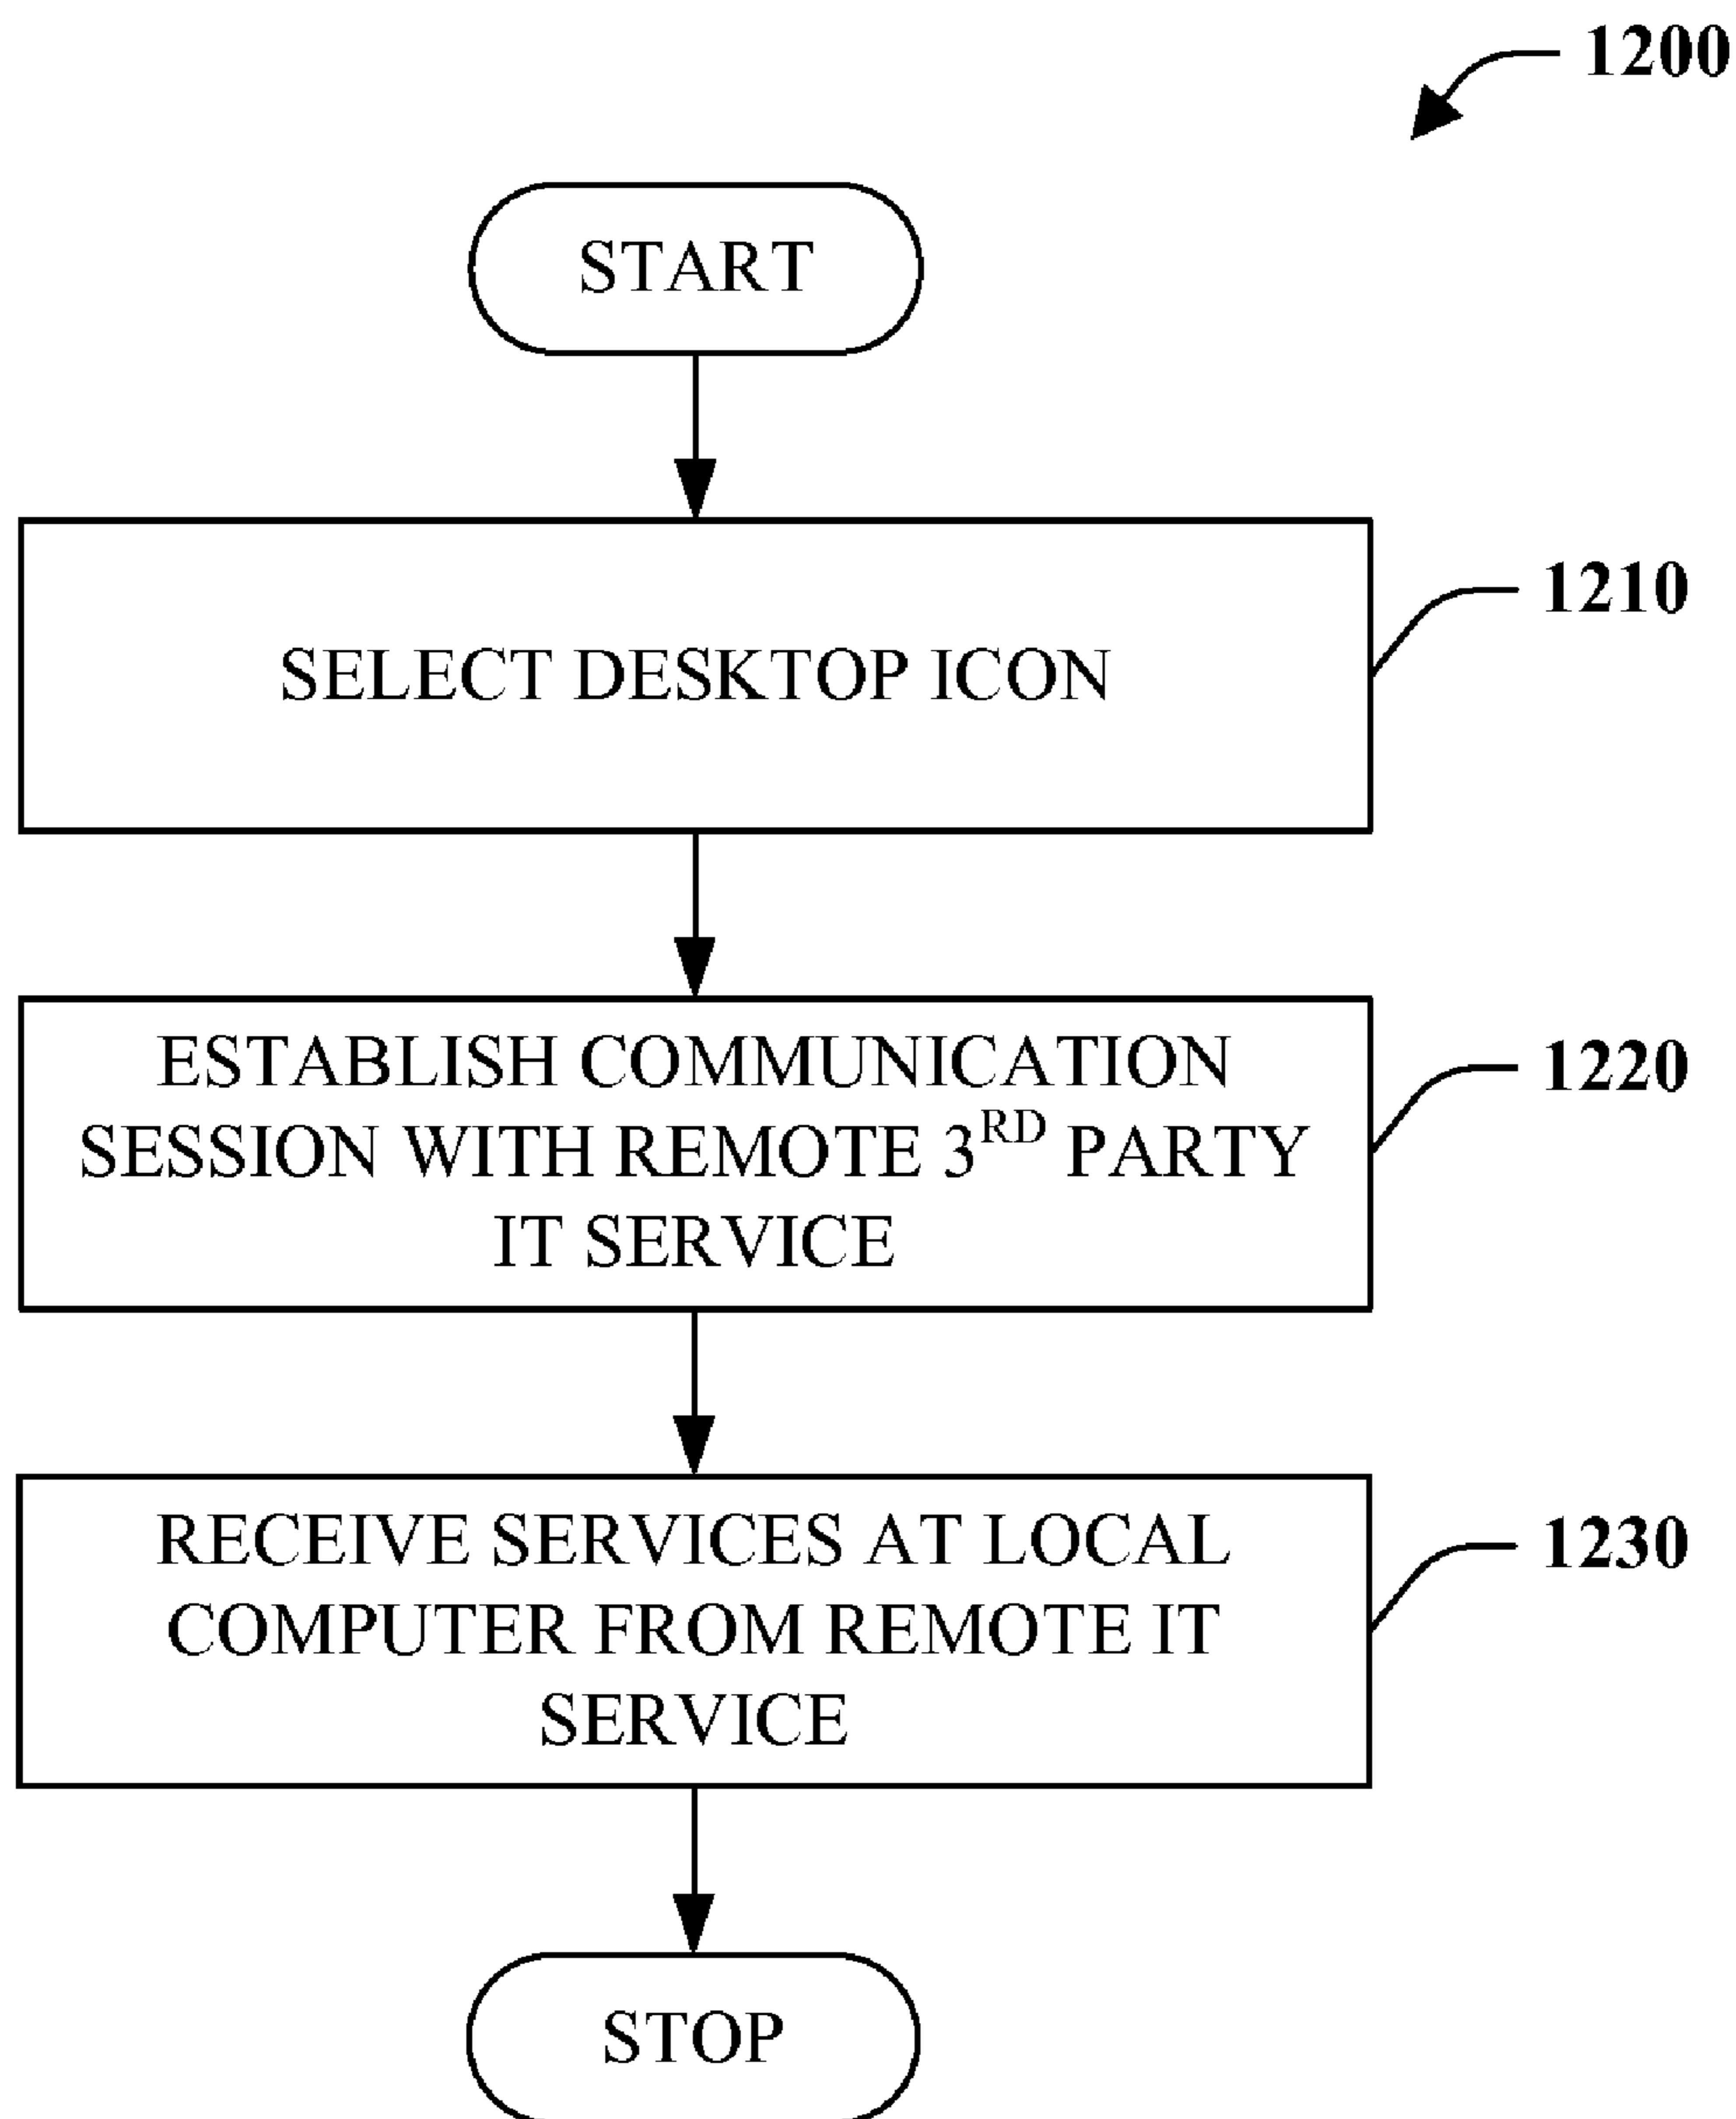 1200
START
SELECT DESKTOP ICON
1210
ESTABLISH COMMUNICATION
SESSION WITH REMOTE 3RD PARTY
IT SERVICE
1220
RECEIVE SERVICES AT LOCAL
COMPUTER FROM REMOTE IT
SERVICE
1230
STOP